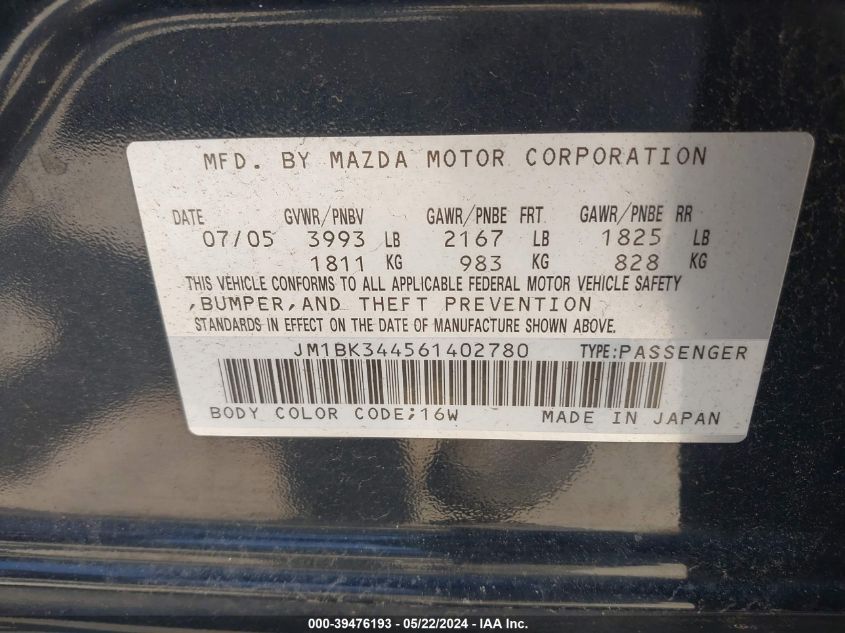 MFD. BY MAZDA MOTOR CORPORATION
DATE GVWR/PNBV GAWR/PNBE FRT GAWR/PNBE RR
07/05 3993 LB 2167 LB 1825 LB
1811 KG 983 KG 828 KG
THIS VEHICLE CONFORMS TO ALL APPLICABLE FEDERAL MOTOR VEHICLE SAFETY
,BUMPER,AND THEFT PREVENTION
STANDARDS IN EFFECT ON THE DATE OF MANUFACTURE SHOWN ABOVE.
JM1BK344561402780 TYPE:PASSENGER
BODY COLOR CODE;16W MADE IN JAPAN
000-39476193 - 05/22/2024 - IAA Inc.